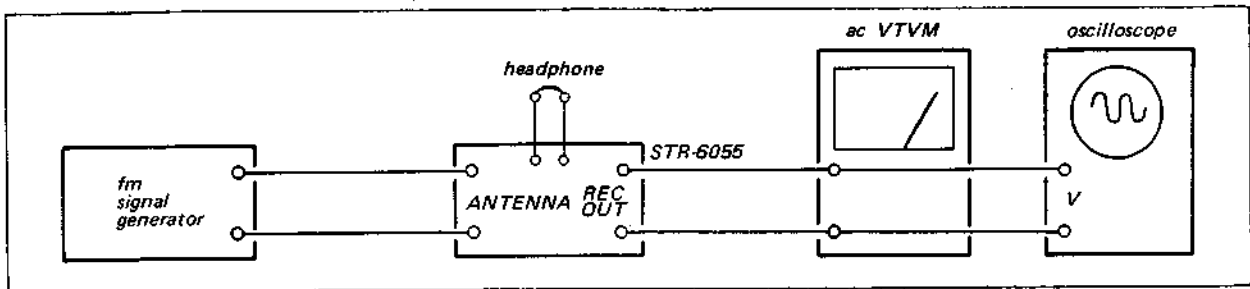 ac VTVM
oscilloscope
headphone
STR-6055
fm
signal
generator
ANTENNA
REC
OUT
V